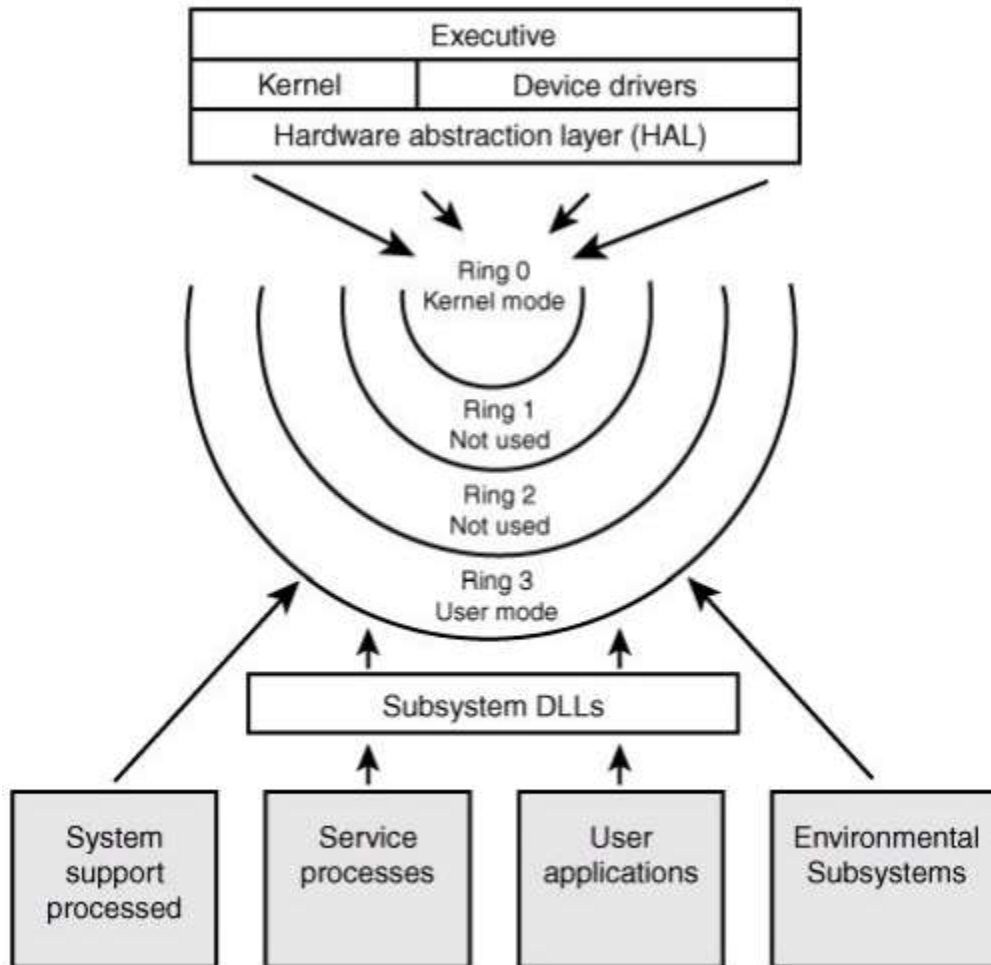 Executive
Kernel
Device drivers
Hardware abstraction layer (HAL)
Ring 0
Kernel mode
Ring 1
Not used
Ring 2
Not used
Ring 3
User mode
Subsystem DLLs
System
support
processed
Service
processes
User
applications
Environmental
Subsystems